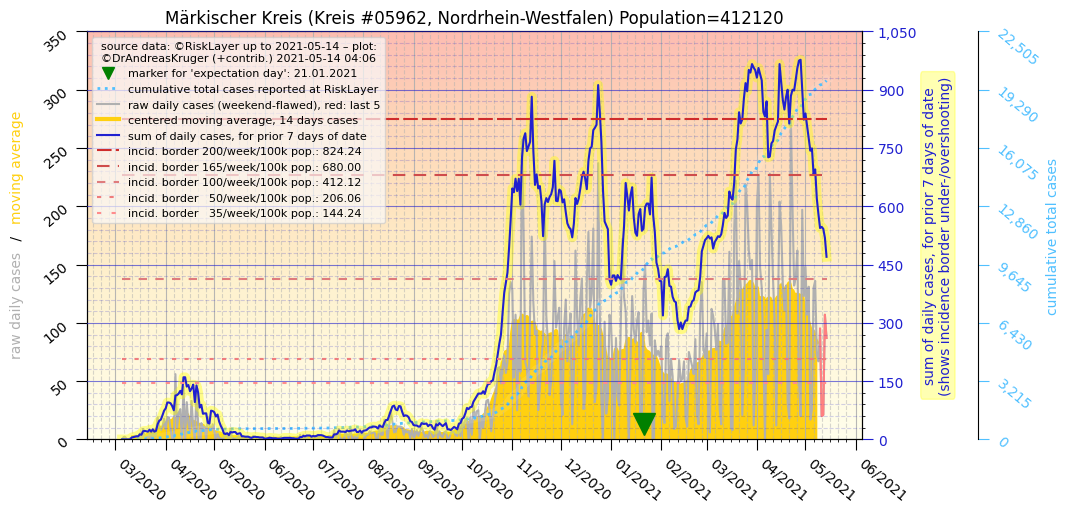 Märkischer Kreis (Kreis #05962, Nordrhein-Westfalen) Population=412120
source data: ©RiskLayer up to 2021-05-14 – plot:
©DrAndreasKruger (+contrib.) 2021-05-14 04:06
marker for 'expectation day': 21.01.2021
cumulative total cases reported at RiskLayer
raw daily cases (weekend-flawed), red: last 5
centered moving average, 14 days cases
sum of daily cases, for prior 7 days of date
incid. border 200/week/100k pop.: 824.24
incid. border 165/week/100k pop.: 680.00
incid. border 100/week/100k pop.: 412.12
incid. border   50/week/100k pop.: 206.06
incid. border   35/week/100k pop.: 144.24
raw daily cases  /  moving average
350
300
250
200
150
100
50
0
03/2020
04/2020
05/2020
06/2020
07/2020
08/2020
09/2020
10/2020
11/2020
12/2020
01/2021
02/2021
03/2021
04/2021
05/2021
06/2021
1,050
900
750
600
450
300
150
0
sum of daily cases, for prior 7 days of date
(shows incidence border under-/overshooting)
22,505
19,290
16,075
12,860
9,645
6,430
3,215
0
cumulative total cases